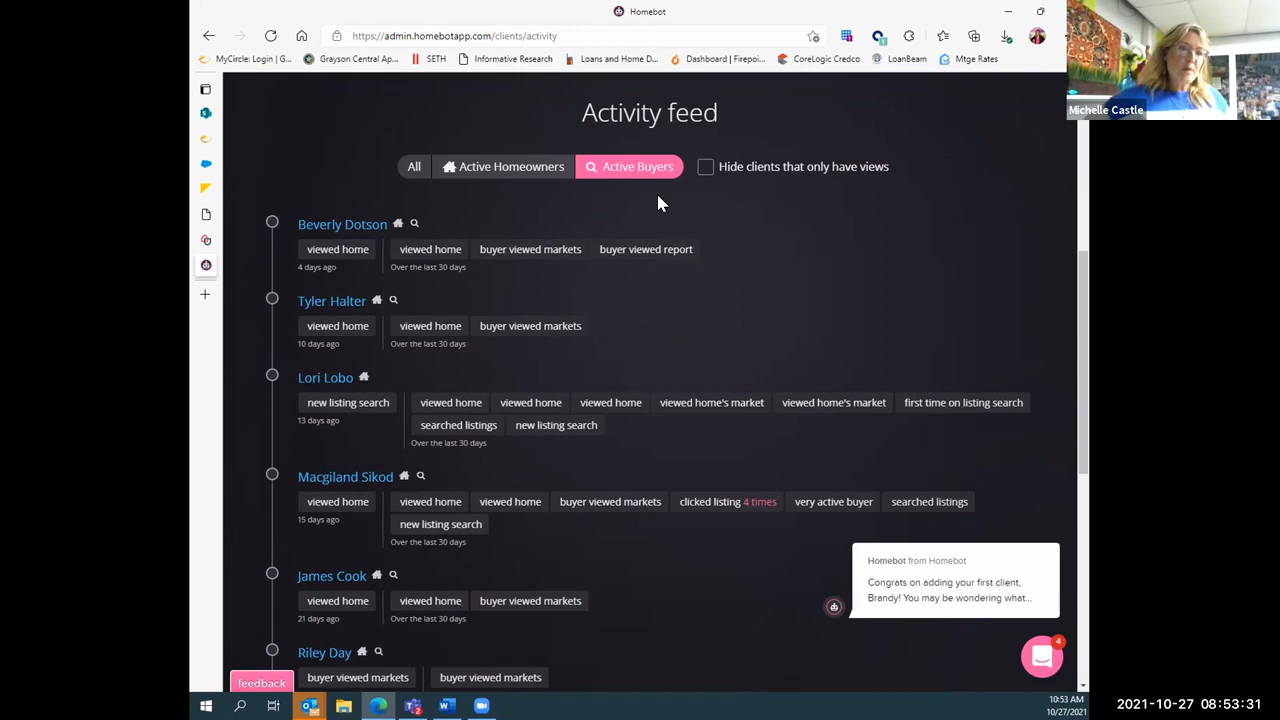 Homebot
https://admin.homebotapp.com/clients/activity
MyCircle: Login | G...
Grayson Central Ap...
SETH
Informative Research
Loans and Home D...
Dashboard | Firepoi...
CoreLogic Credco
LoanBeam
Mtge Rates
Michelle Castle
Activity feed
All
Active Homeowners
Active Buyers
Hide clients that only have views
Beverly Dotson
viewed home viewed home buyer viewed markets buyer viewed report
4 days ago Over the last 30 days
Tyler Halter
viewed home viewed home buyer viewed markets
10 days ago Over the last 30 days
Lori Lobo
new listing search viewed home viewed home viewed home viewed home's market viewed home's market first time on listing search
13 days ago searched listings new listing search
Over the last 30 days
Macgiland Sikod
viewed home viewed home viewed home buyer viewed markets clicked listing 4 times very active buyer searched listings
15 days ago new listing search
Over the last 30 days
James Cook
viewed home viewed home buyer viewed markets
21 days ago Over the last 30 days
Riley Day
buyer viewed markets buyer viewed markets
Homebot from Homebot
Congrats on adding your first client,
Brandy! You may be wondering what...
4
feedback
10:53 AM
10/27/2021
2021-10-27 08:53:31